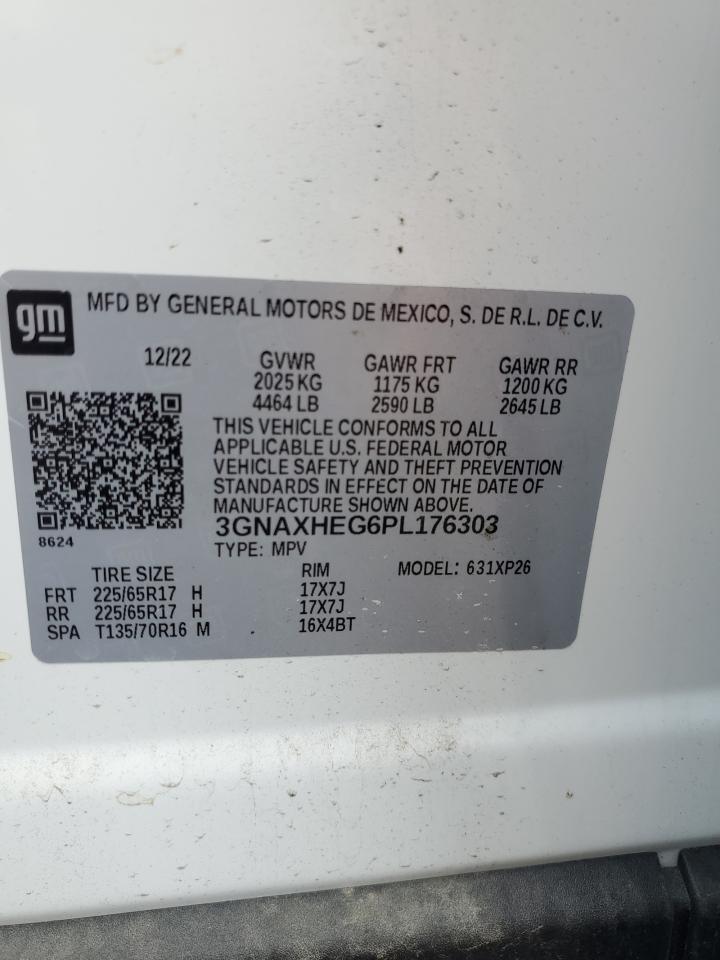 gm
MFD BY GENERAL MOTORS DE MEXICO, S. DE R.L. DE C.V.
12/22 GVWR GAWR FRT GAWR RR
2025 KG 1175 KG 1200 KG
4464 LB 2590 LB 2645 LB
THIS VEHICLE CONFORMS TO ALL
APPLICABLE U.S. FEDERAL MOTOR
VEHICLE SAFETY AND THEFT PREVENTION
STANDARDS IN EFFECT ON THE DATE OF
MANUFACTURE SHOWN ABOVE.
3GNAXHEG6PL176303
8624
TYPE: MPV
TIRE SIZE RIM MODEL: 631XP26
FRT 225/65R17 H 17X7J
RR 225/65R17 H 17X7J
SPA T135/70R16 M 16X4BT